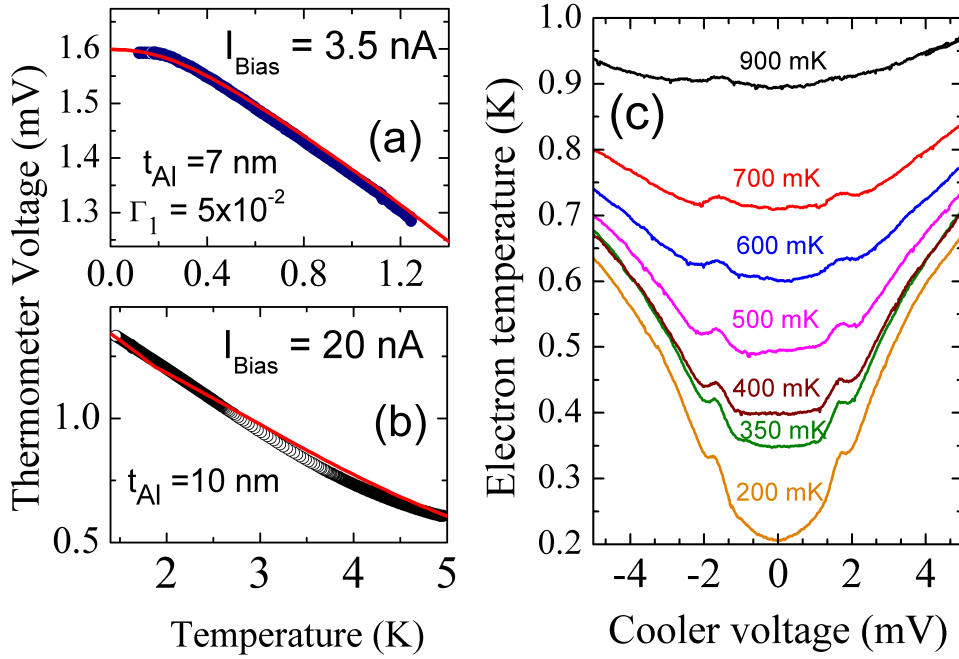 Thermometer Voltage (mV)
1.6
1.5
1.4
1.3
I_Bias = 3.5 nA
(a)
t_Al =7 nm
Γ_1 = 5x10^-2
0.0 0.4 0.8 1.2
1.0
0.5
I_Bias = 20 nA
(b)
t_Al =10 nm
2 3 4 5
Temperature (K)
Electron temperature (K)
1.0
0.9
0.8
0.7
0.6
0.5
0.4
0.3
0.2
(c)
900 mK
700 mK
600 mK
500 mK
400 mK
350 mK
200 mK
-4 -2 0 2 4
Cooler voltage (mV)